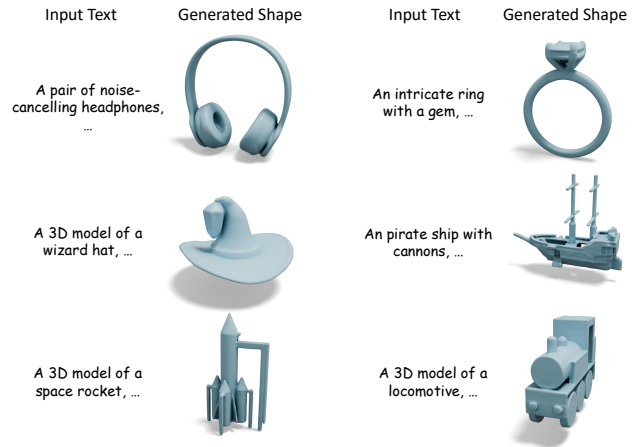 Input Text
Generated Shape
Input Text
Generated Shape
A pair of noise-
cancelling headphones,
...
An intricate ring
with a gem, ...
A 3D model of a
wizard hat, ...
An pirate ship with
cannons, ...
A 3D model of a
space rocket, ...
A 3D model of a
locomotive, ...